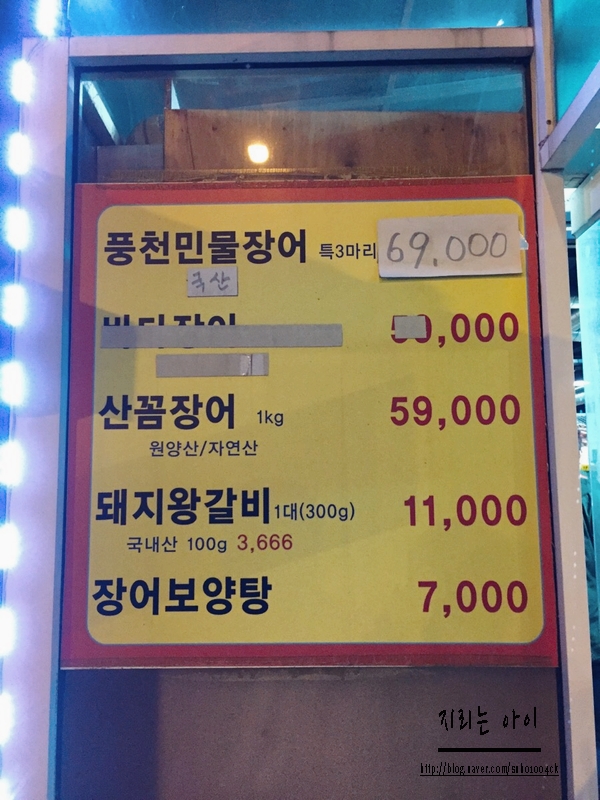 풍천민물장어 특3마리 69,000
국산
산꼼장어 1kg 59,000
원양산/자연산
돼지왕갈비 1대(300g) 11,000
국내산 100g 3,666
장어보양탕 7,000
지리는 아이